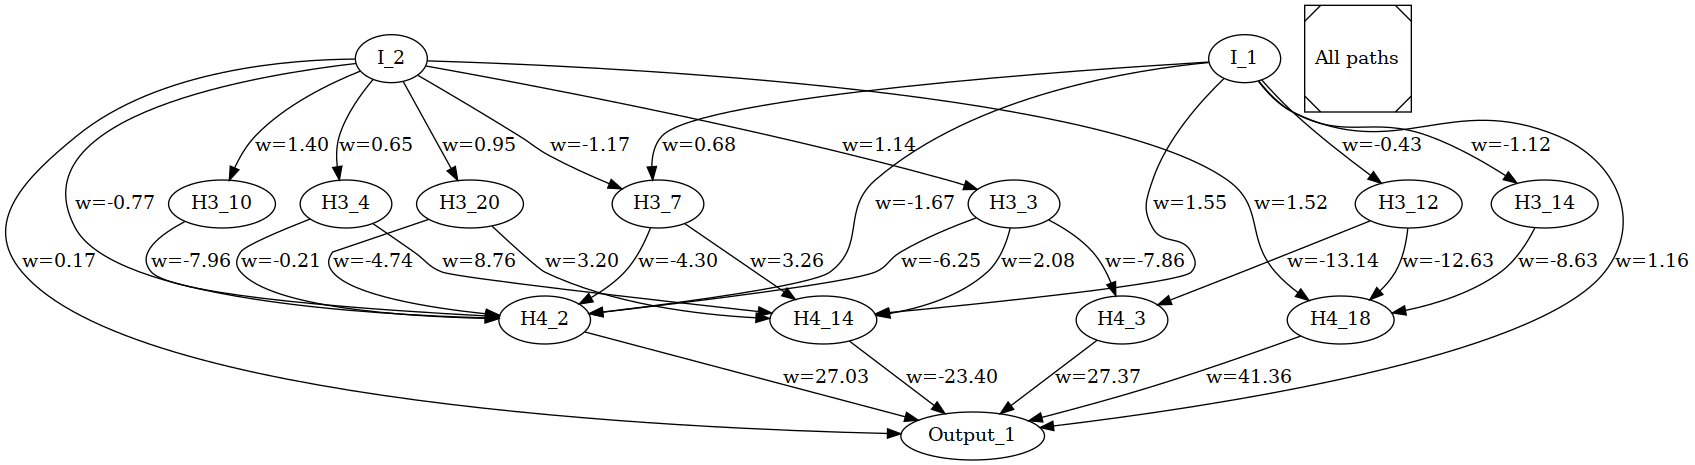 I_2
I_1
All paths
w=1.40
w=0.65
w=0.95
w=-1.17
w=0.68
w=1.14
w=-0.43
w=-1.12
w=-0.77
H3_10
H3_4
H3_20
H3_7
w=-1.67
H3_3
w=1.55
w=1.52
H3_12
H3_14
w=0.17
w=-7.96
w=-0.21
w=-4.74
w=8.76
w=3.20
w=-4.30
w=3.26
w=-6.25
w=2.08
w=-7.86
w=-13.14
w=-12.63
w=-8.63
w=1.16
H4_2
H4_14
H4_3
H4_18
w=27.03
w=-23.40
w=27.37
w=41.36
Output_1